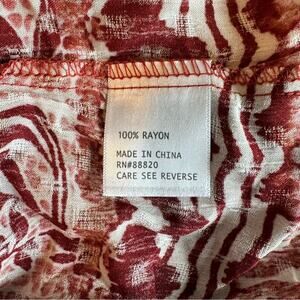 100% RAYON
MADE IN CHINA
RN#88820
CARE SEE REVERSE